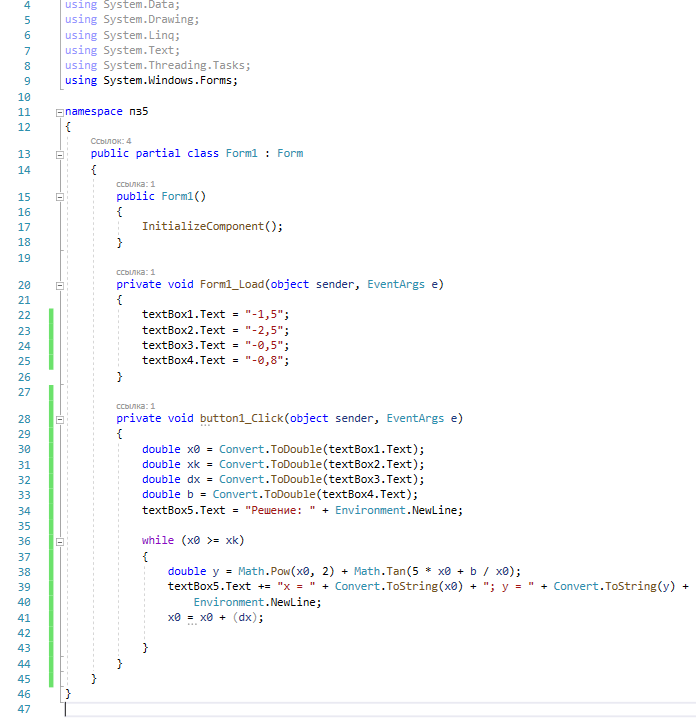 4 using System.Data;
5 using System.Drawing;
6 using System.Linq;
7 using System.Text;
8 using System.Threading.Tasks;
9 using System.Windows.Forms;
10
11 namespace пз5
12 {
Ссылок: 4
13 public partial class Form1 : Form
14 {
ссылка: 1
15 public Form1()
16 {
17 InitializeComponent();
18 }
19
ссылка: 1
20 private void Form1_Load(object sender, EventArgs e)
21 {
22 textBox1.Text = "-1,5";
23 textBox2.Text = "-2,5";
24 textBox3.Text = "-0,5";
25 textBox4.Text = "-0,8";
26 }
27
ссылка: 1
28 private void button1_Click(object sender, EventArgs e)
29 {
30 double x0 = Convert.ToDouble(textBox1.Text);
31 double xk = Convert.ToDouble(textBox2.Text);
32 double dx = Convert.ToDouble(textBox3.Text);
33 double b = Convert.ToDouble(textBox4.Text);
34 textBox5.Text = "Решение: " + Environment.NewLine;
35
36 while (x0 >= xk)
37 {
38 double y = Math.Pow(x0, 2) + Math.Tan(5 * x0 + b / x0);
39 textBox5.Text += "x = " + Convert.ToString(x0) + "; y = " + Convert.ToString(y) +
40 Environment.NewLine;
41 x0 = x0 + (dx);
42
43 }
44 }
45 }
46 }
47